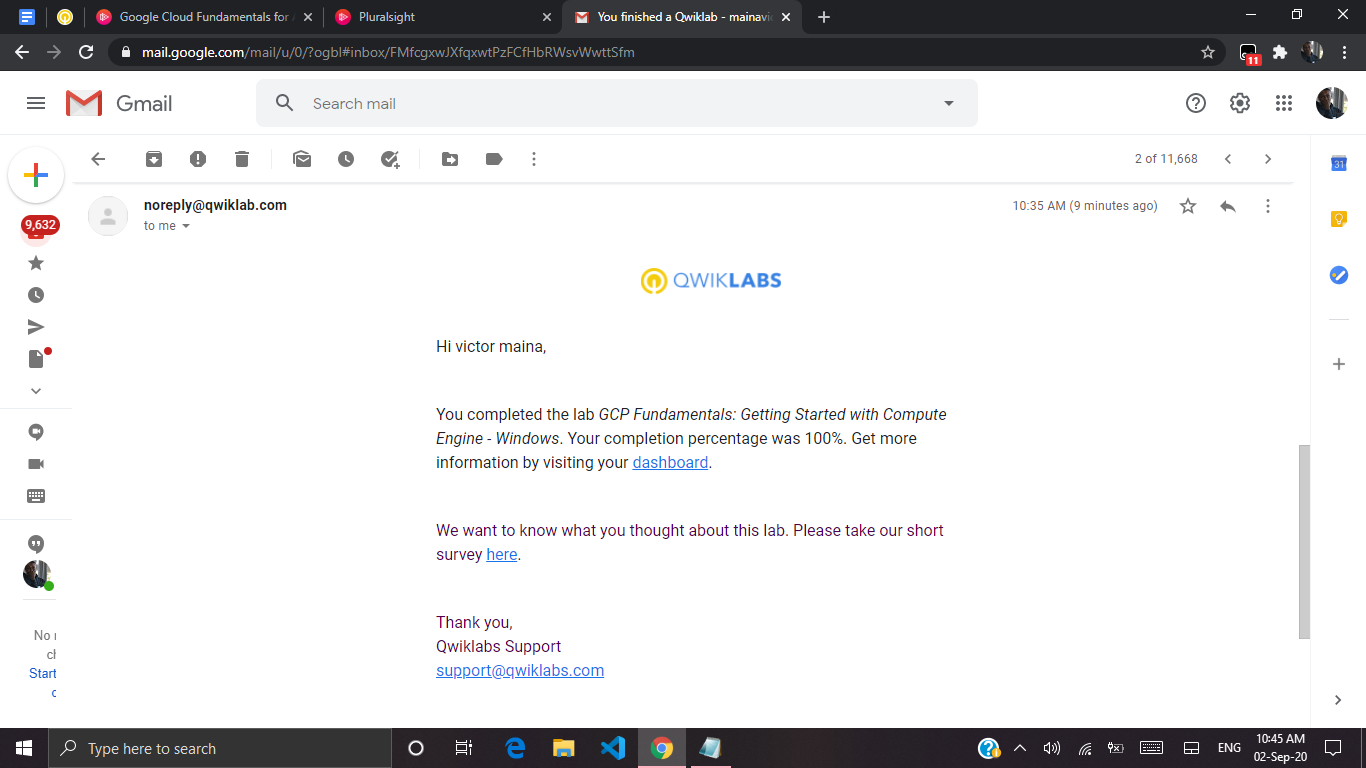 Google Cloud Fundamentals for A
Pluralsight
You finished a Qwiklab - mainavic
mail.google.com/mail/u/0/?ogbl#inbox/FMfcgxwJXfqxwtPzFCfHbRWsvWwttSfm
11
Gmail
Search mail
2 of 11,668
31
9,632
noreply@qwiklab.com
10:35 AM (9 minutes ago)
to me
QWIKLABS
Hi victor maina,
You completed the lab GCP Fundamentals: Getting Started with Compute
Engine - Windows. Your completion percentage was 100%. Get more
information by visiting your dashboard.
We want to know what you thought about this lab. Please take our short
survey here.
Thank you,
Qwiklabs Support
support@qwiklabs.com
No r
ch
Start
c
Type here to search
ENG
10:45 AM
02-Sep-20